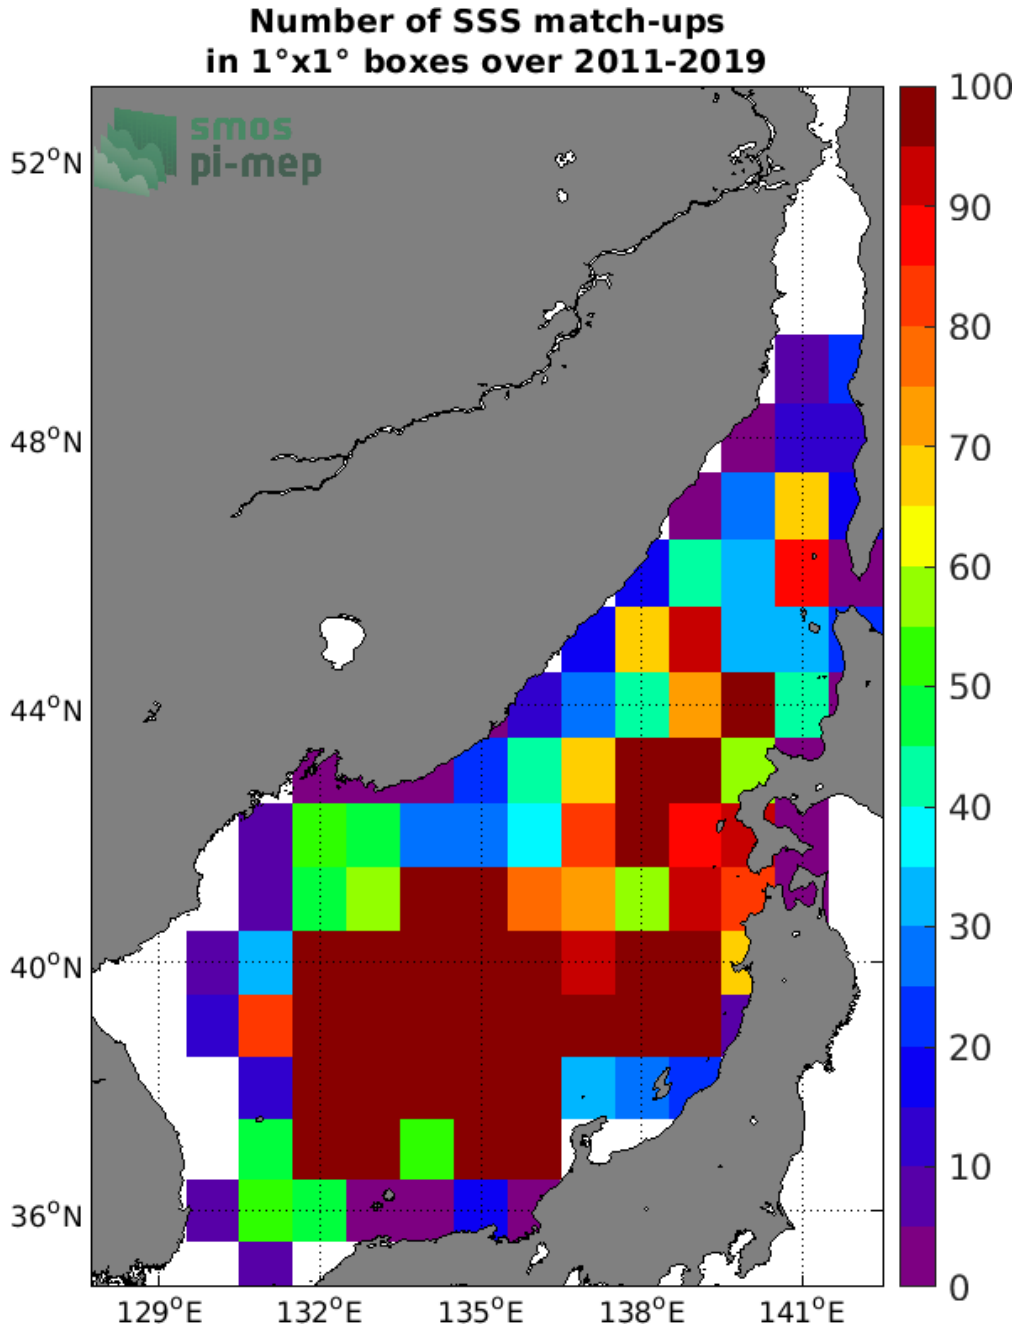 Number of SSS match-ups
in 1°x1° boxes over 2011-2019
smos
pi-mep
52°N
48°N
44°N
40°N
36°N
129°E
132°E
135°E
138°E
141°E
100
90
80
70
60
50
40
30
20
10
0